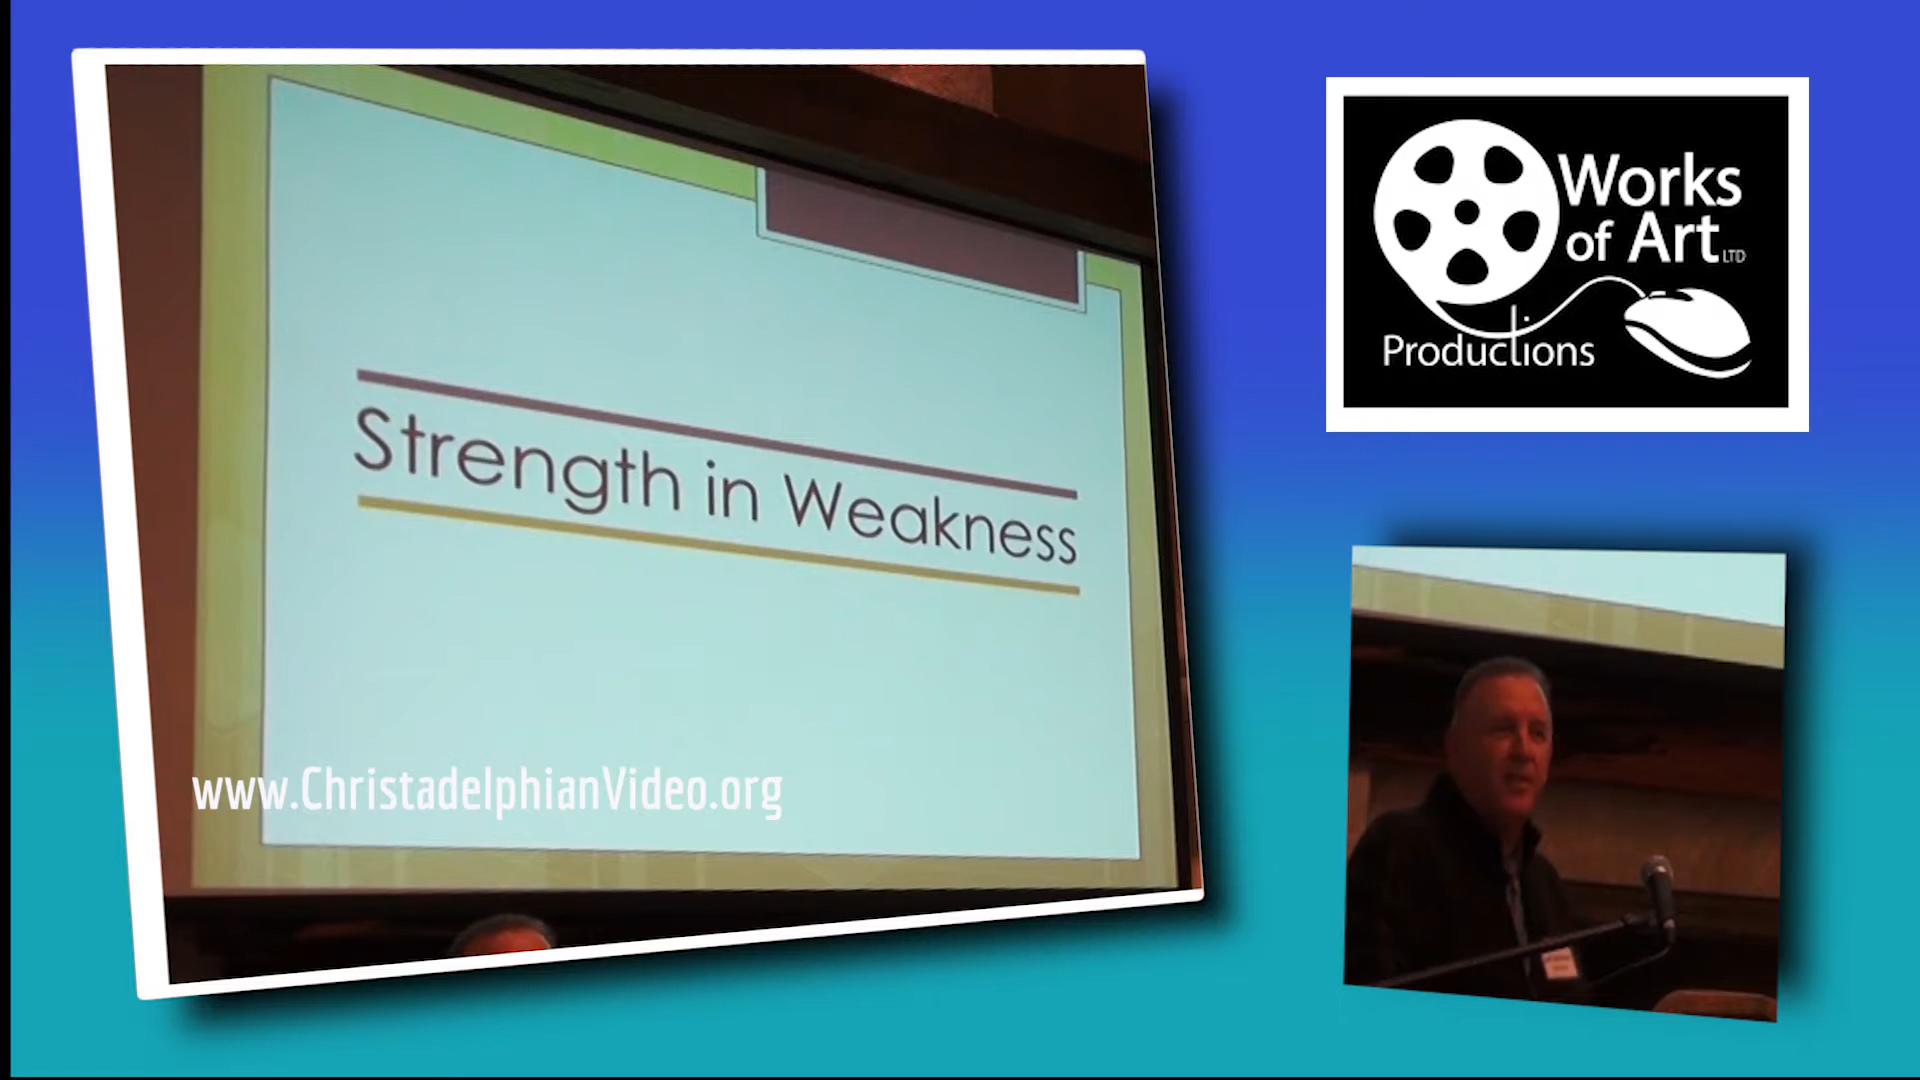 Strength in Weakness
www.ChristadelphianVideo.org
Works
of Art LTD
Productions